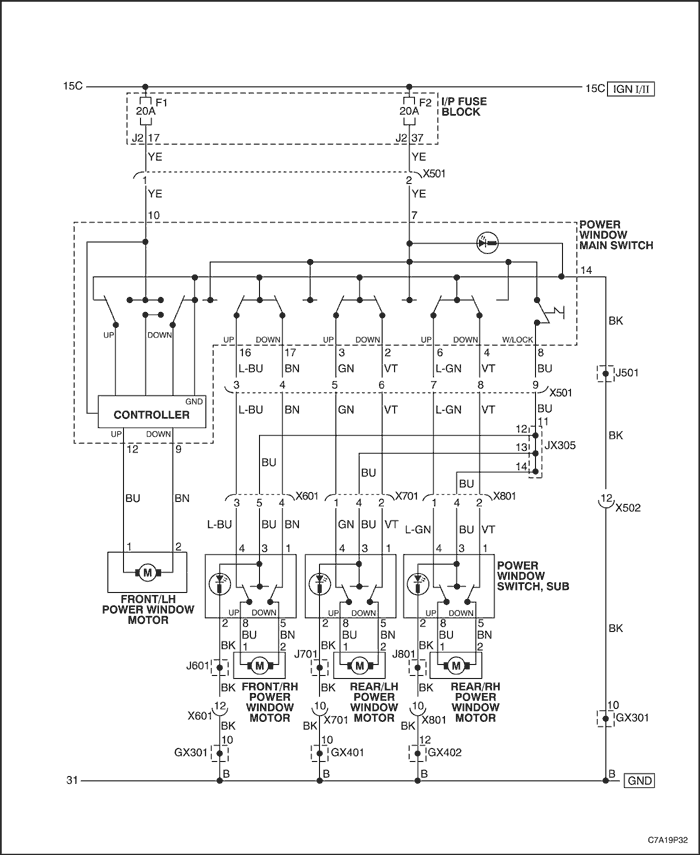 15C 15C IGN I/II
F1 F2 I/P FUSE
20A 20A BLOCK
J2 17 J2 37
YE YE
X501
1 2
YE YE
10 7
POWER
WINDOW
MAIN SWITCH
14
UP DOWN UP DOWN UP DOWN UP DOWN W/LOCK
BK
16 17 3 2 6 4 8
L-BU BN GN VT L-GN VT BU
J501
3 4 5 6 7 8 9
X501
GND
CONTROLLER
L-BU BN GN VT L-GN VT BU
11
UP DOWN
12
BK
12 9
13 JX305
BU BU BU
14
X601 X701 X801
12
X502
BU BN
3 5 4 1 4 2 1 4 2
L-BU BU BN GN BU VT L-GN BU VT
1 2
4 3 1 4 3 1 4 3 1
M
POWER
WINDOW
SWITCH, SUB
FRONT/LH
POWER WINDOW
MOTOR
UP DOWN UP DOWN UP DOWN
2 8 5 2 8 5 2 8 5
BK
BK BU BN BK BU BN BK BU BN
1 2 1 2 1 2
J601 J701 J801
M M M
BK BK BK
FRONT/RH
POWER
WINDOW
MOTOR
REAR/LH
POWER
WINDOW
MOTOR
REAR/RH
POWER
WINDOW
MOTOR
12 10 10 10
X601 X701 X801 GX301
BK BK BK
10 10 12
GX301 GX401 GX402
B B B B
31 GND
C7A19P32